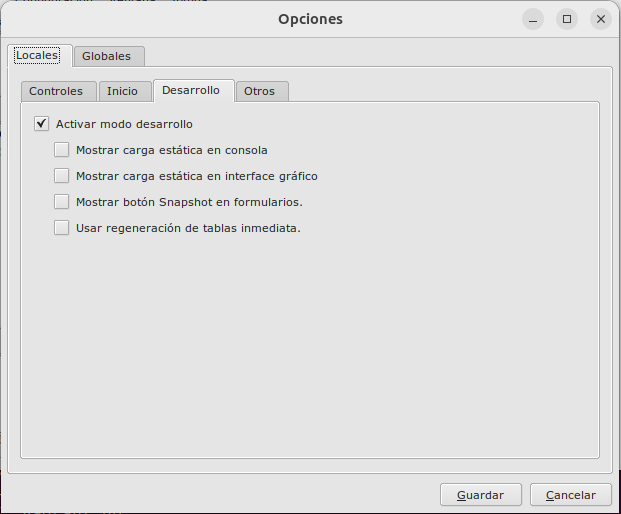 Opciones
Locales Globales
Controles Inicio Desarrollo Otros
Activar modo desarrollo
Mostrar carga estática en consola
Mostrar carga estática en interface gráfico
Mostrar botón Snapshot en formularios.
Usar regeneración de tablas inmediata.
Guardar Cancelar